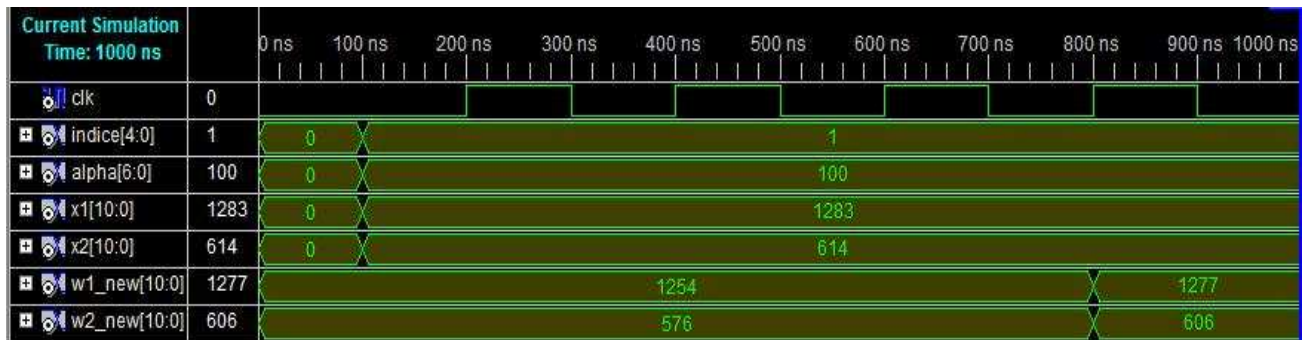 Current Simulation
Time: 1000 ns
0 ns 100 ns 200 ns 300 ns 400 ns 500 ns 600 ns 700 ns 800 ns 900 ns 1000 ns
clk 0
indice[4:0] 1 0 1
alpha[6:0] 100 0 100
x1[10:0] 1283 0 1283
x2[10:0] 614 0 614
w1_new[10:0] 1277 1254 1277
w2_new[10:0] 606 576 606